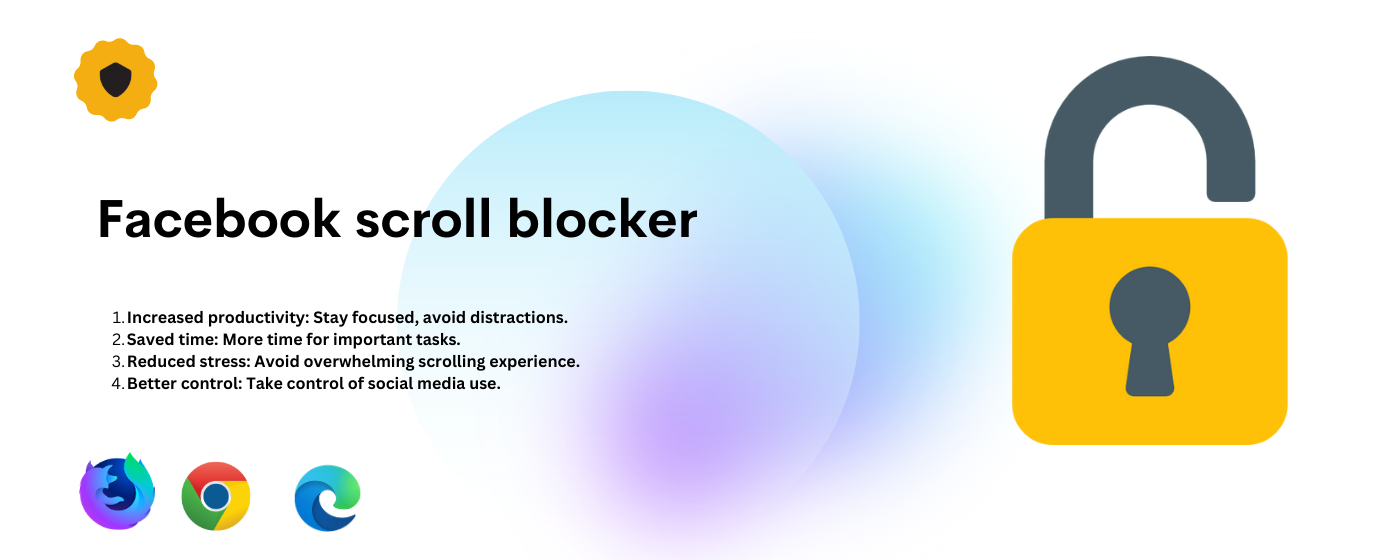 Facebook scroll blocker
1. Increased productivity: Stay focused, avoid distractions.
2. Saved time: More time for important tasks.
3. Reduced stress: Avoid overwhelming scrolling experience.
4. Better control: Take control of social media use.